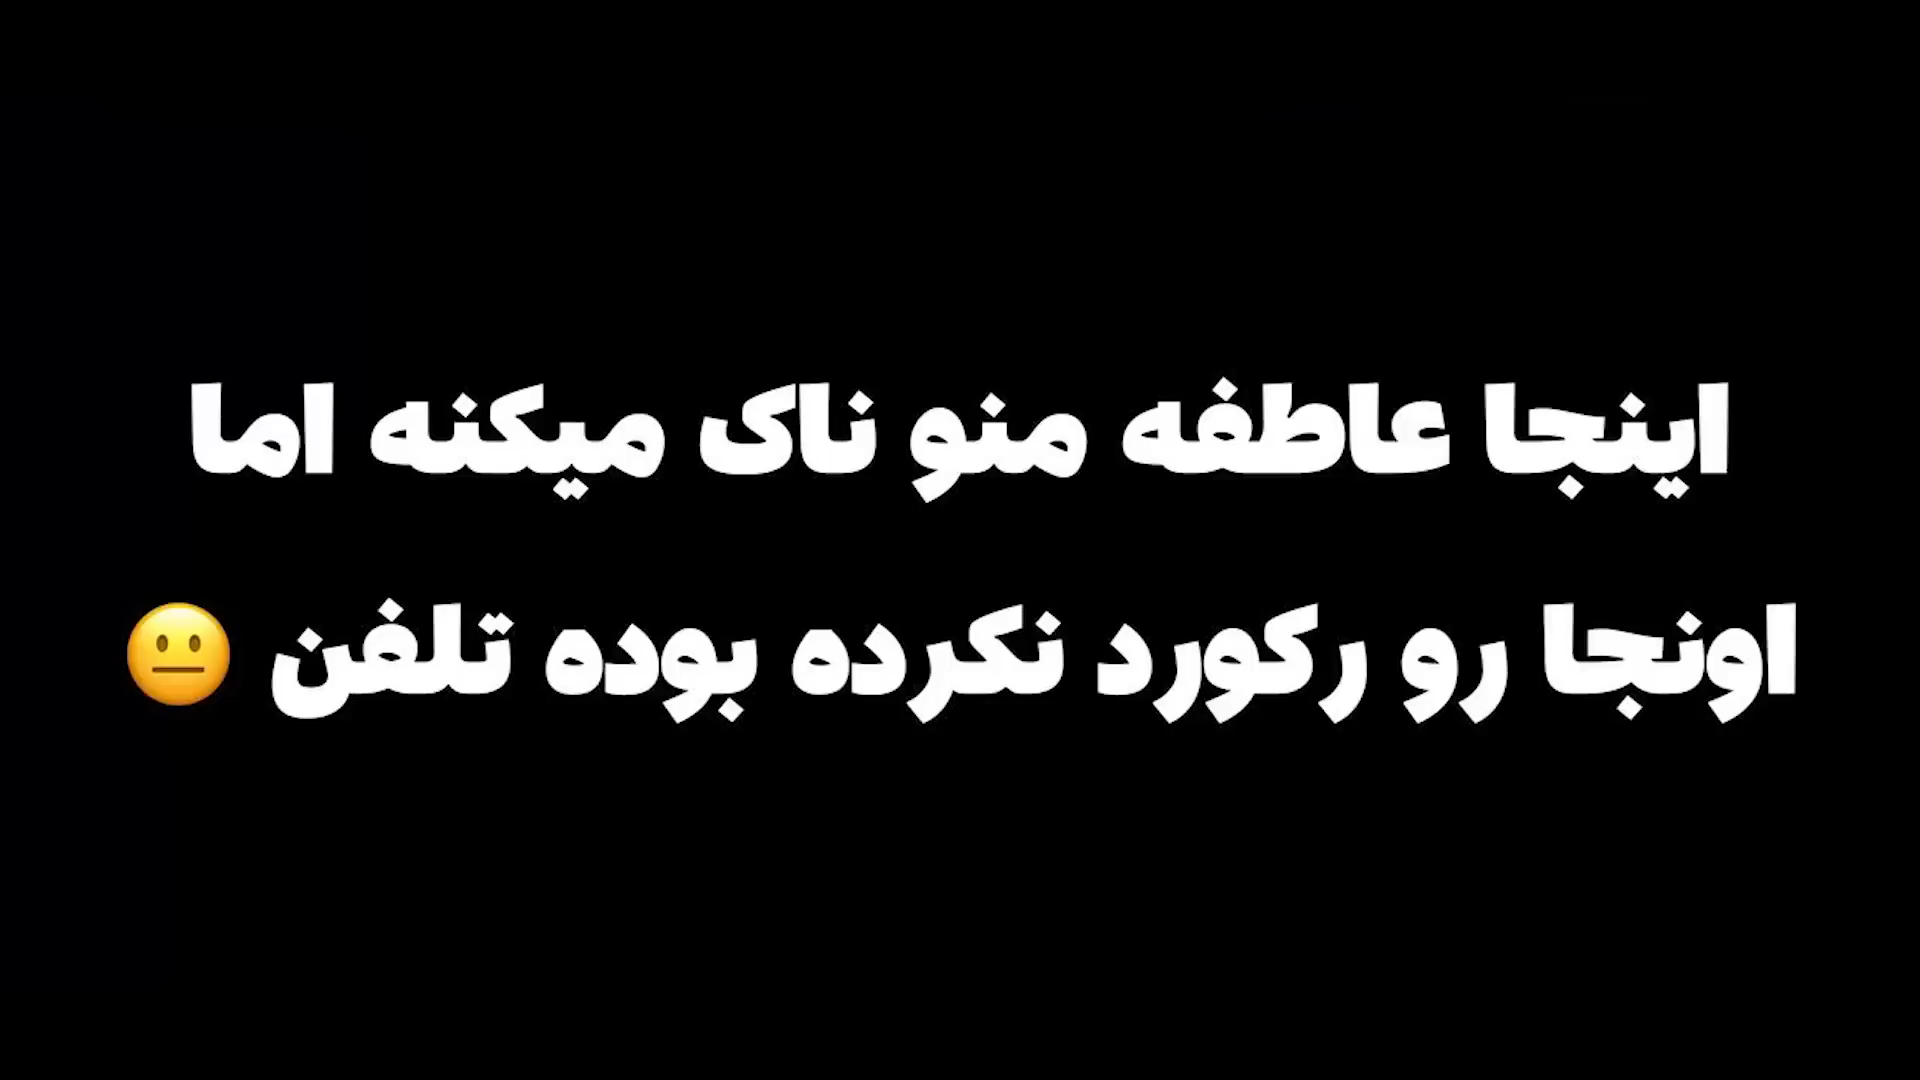 اینجا عاطفه منو ناک میکنه اما
اونجا رو رکورد نکرده بوده تلفن 😐